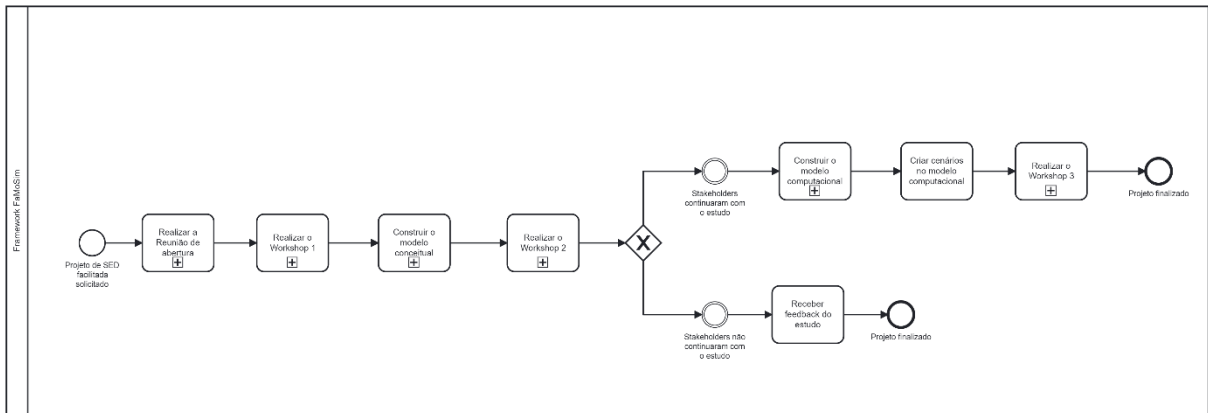 Framework FaMoSim
Projeto de SED
facilitada
solicitado
Realizar a
Reunião de
abertura
Realizar o
Workshop 1
Construir o
modelo
conceitual
Realizar o
Workshop 2
X
Stakeholders
continuaram com
o estudo
Construir o
modelo
computacional
Criar cenários
no modelo
computacional
Realizar o
Workshop 3
Projeto finalizado
Stakeholders não
continuaram com
o estudo
Receber
feedback do
estudo
Projeto finalizado